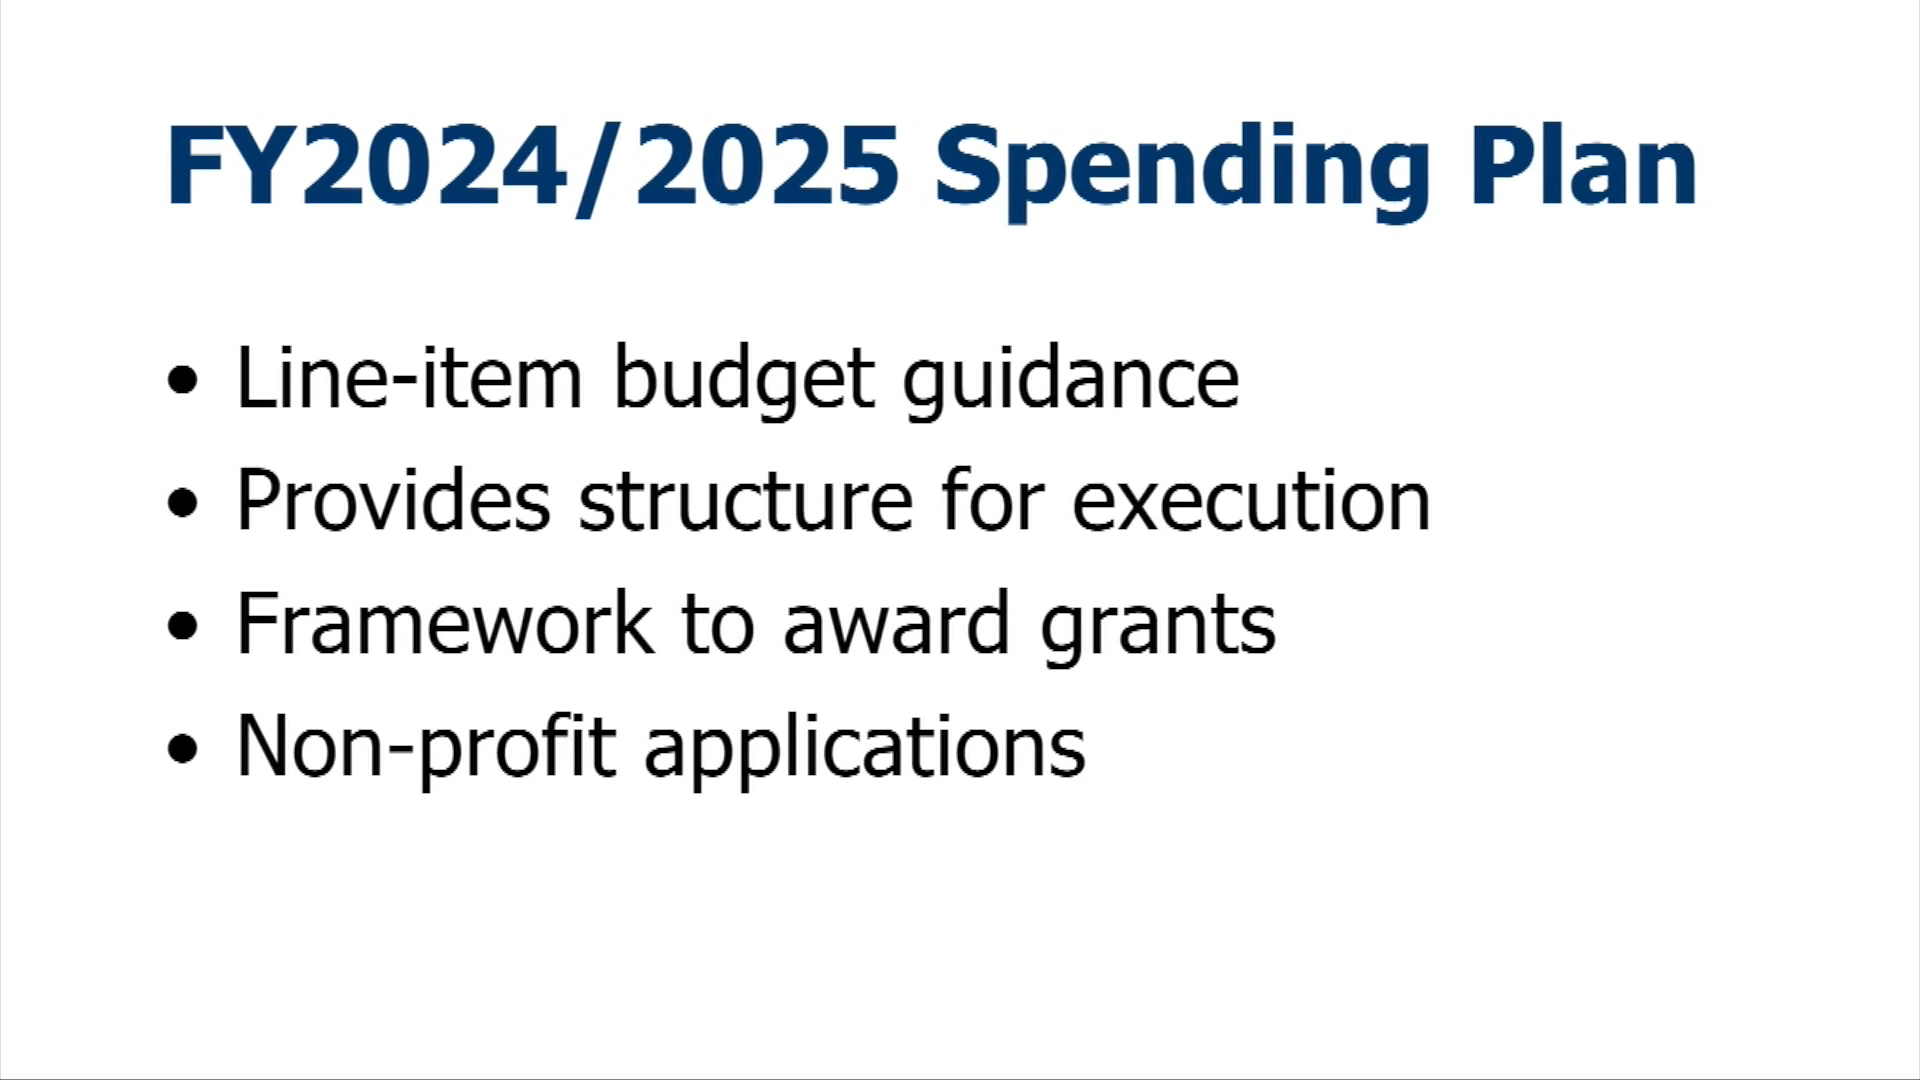 FY2024/2025 Spending Plan
• Line-item budget guidance
• Provides structure for execution
• Framework to award grants
• Non-profit applications